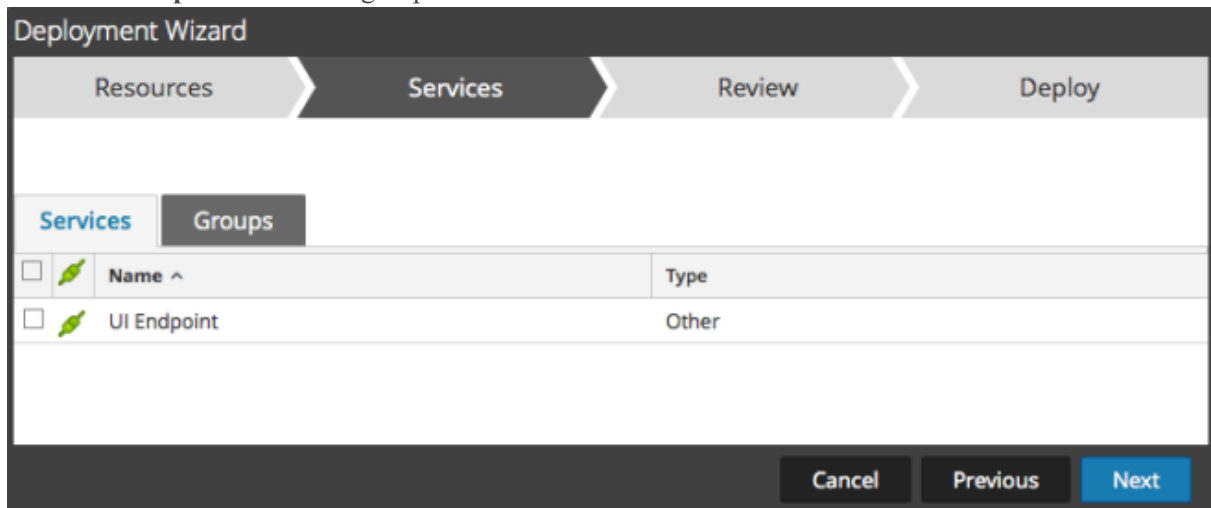 Deployment Wizard
Resources Services Review Deploy
Services Groups
Name Type
UI Endpoint Other
Cancel Previous Next